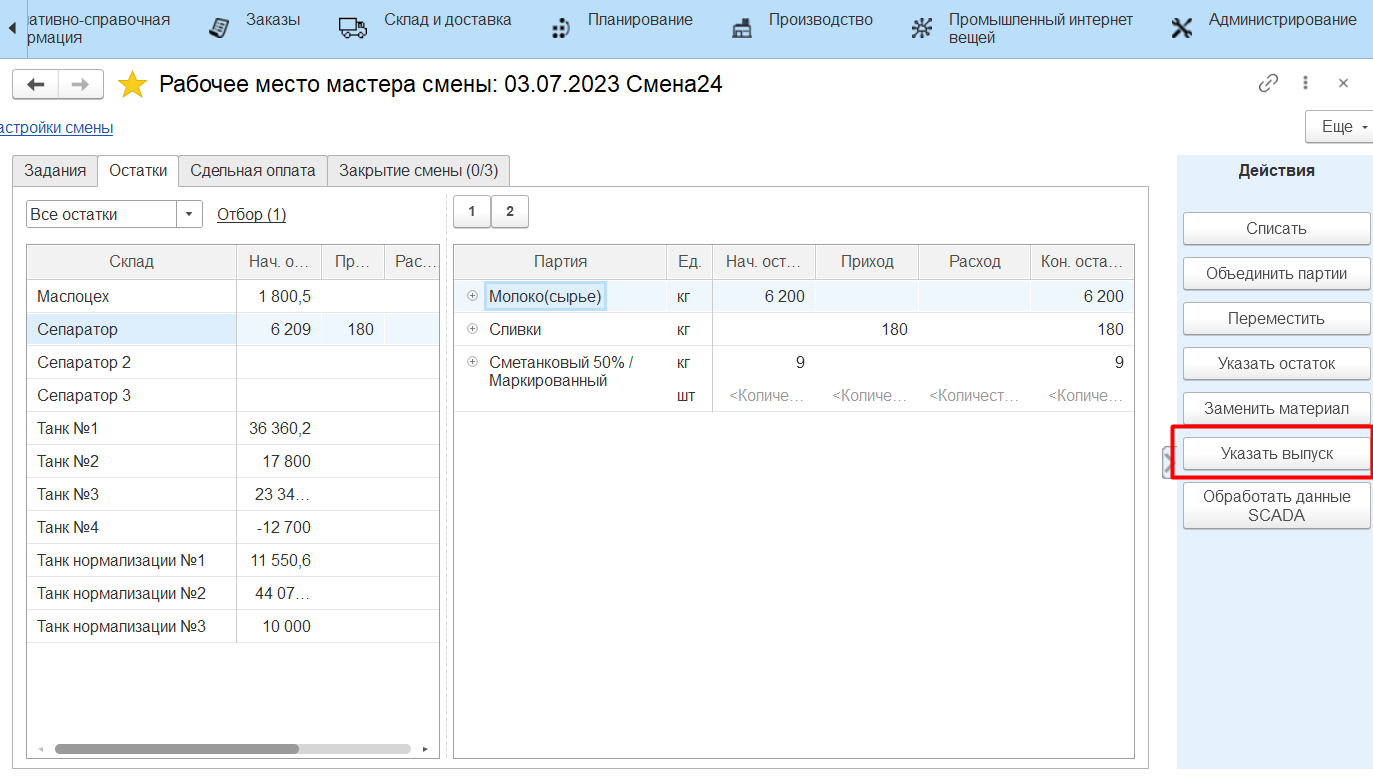 ативно-справочная
рмация
Заказы
Склад и доставка
Планирование
Производство
Промышленный интернет
вещей
Администрирование
Рабочее место мастера смены: 03.07.2023 Смена24
астройки смены
Еще
Задания
Остатки
Сдельная оплата
Закрытие смены (0/3)
Все остатки
Отбор (1)
1
2
Склад Нач. о... Пр... Рас...
Маслоцех 1 800,5
Сепаратор 6 209 180
Сепаратор 2
Сепаратор 3
Танк №1 36 360,2
Танк №2 17 800
Танк №3 23 34...
Танк №4 -12 700
Танк нормализации №1 11 550,6
Танк нормализации №2 44 07...
Танк нормализации №3 10 000
Партия Ед. Нач. ост... Приход Расход Кон. оста...
Молоко(сырье) кг 6 200 6 200
Сливки кг 180 180
Сметанковый 50% / кг 9 9
Маркированный
шт <Количе... <Количе... <Количест... <Количе...
Действия
Списать
Объединить партии
Переместить
Указать остаток
Заменить материал
Указать выпуск
Обработать данные
SCADA